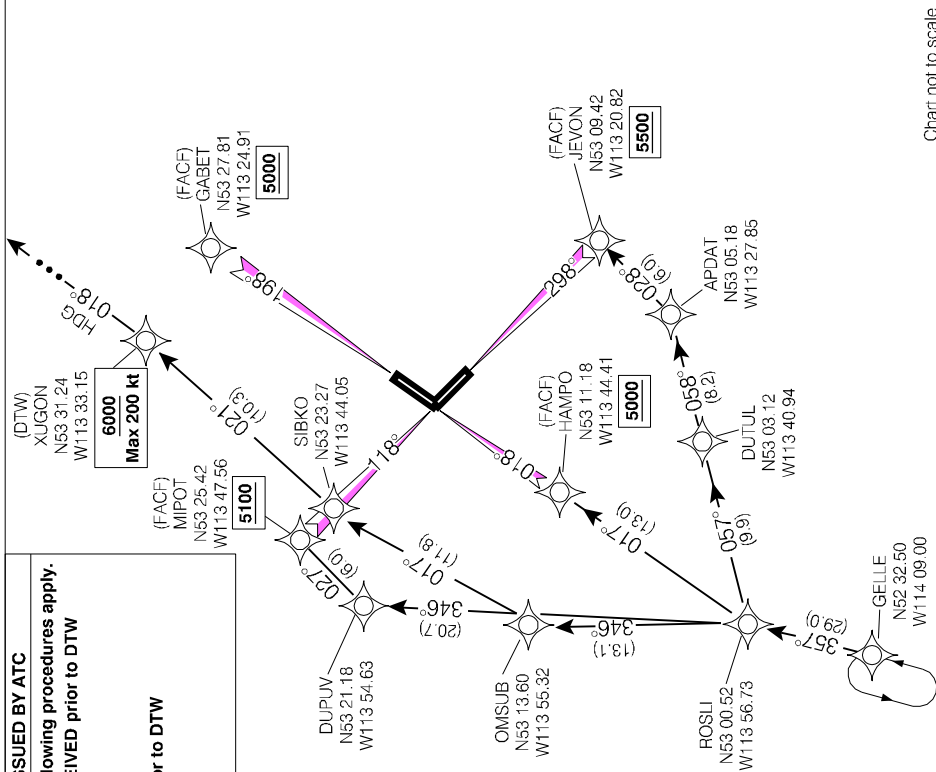 SSUED BY ATC
lowing procedures apply.
EIVED prior to DTW
or to DTW
(DTW)
XUGON
N53 31.24
W113 33.15
6000
Max 200 kt
HDG
018°
(FACF)
GABET
N53 27.81
W113 24.91
5000
198°
027°
(10.3)
SIBKO
N53 23.27
W113 44.05
(FACF)
MIPOT
N53 25.42
W113 47.56
5100
118°
027°
(6.0)
DUPUV
N53 21.18
W113 54.63
346°
(20.7)
017°
(11.8)
OMSUB
N53 13.60
W113 55.32
346°
(13.1)
(FACF)
HAMPO
N53 11.18
W113 44.41
5000
018°
017°
(13.0)
298°
(FACF)
JEVON
N53 09.42
W113 20.82
5500
028°
(6.0)
APDAT
N53 05.18
W113 27.85
058°
(8.2)
DUTUL
N53 03.12
W113 40.94
057°
(9.9)
ROSLI
N53 00.52
W113 56.73
357°
(29.0)
GELLE
N52 32.50
W114 09.00
Chart not to scale